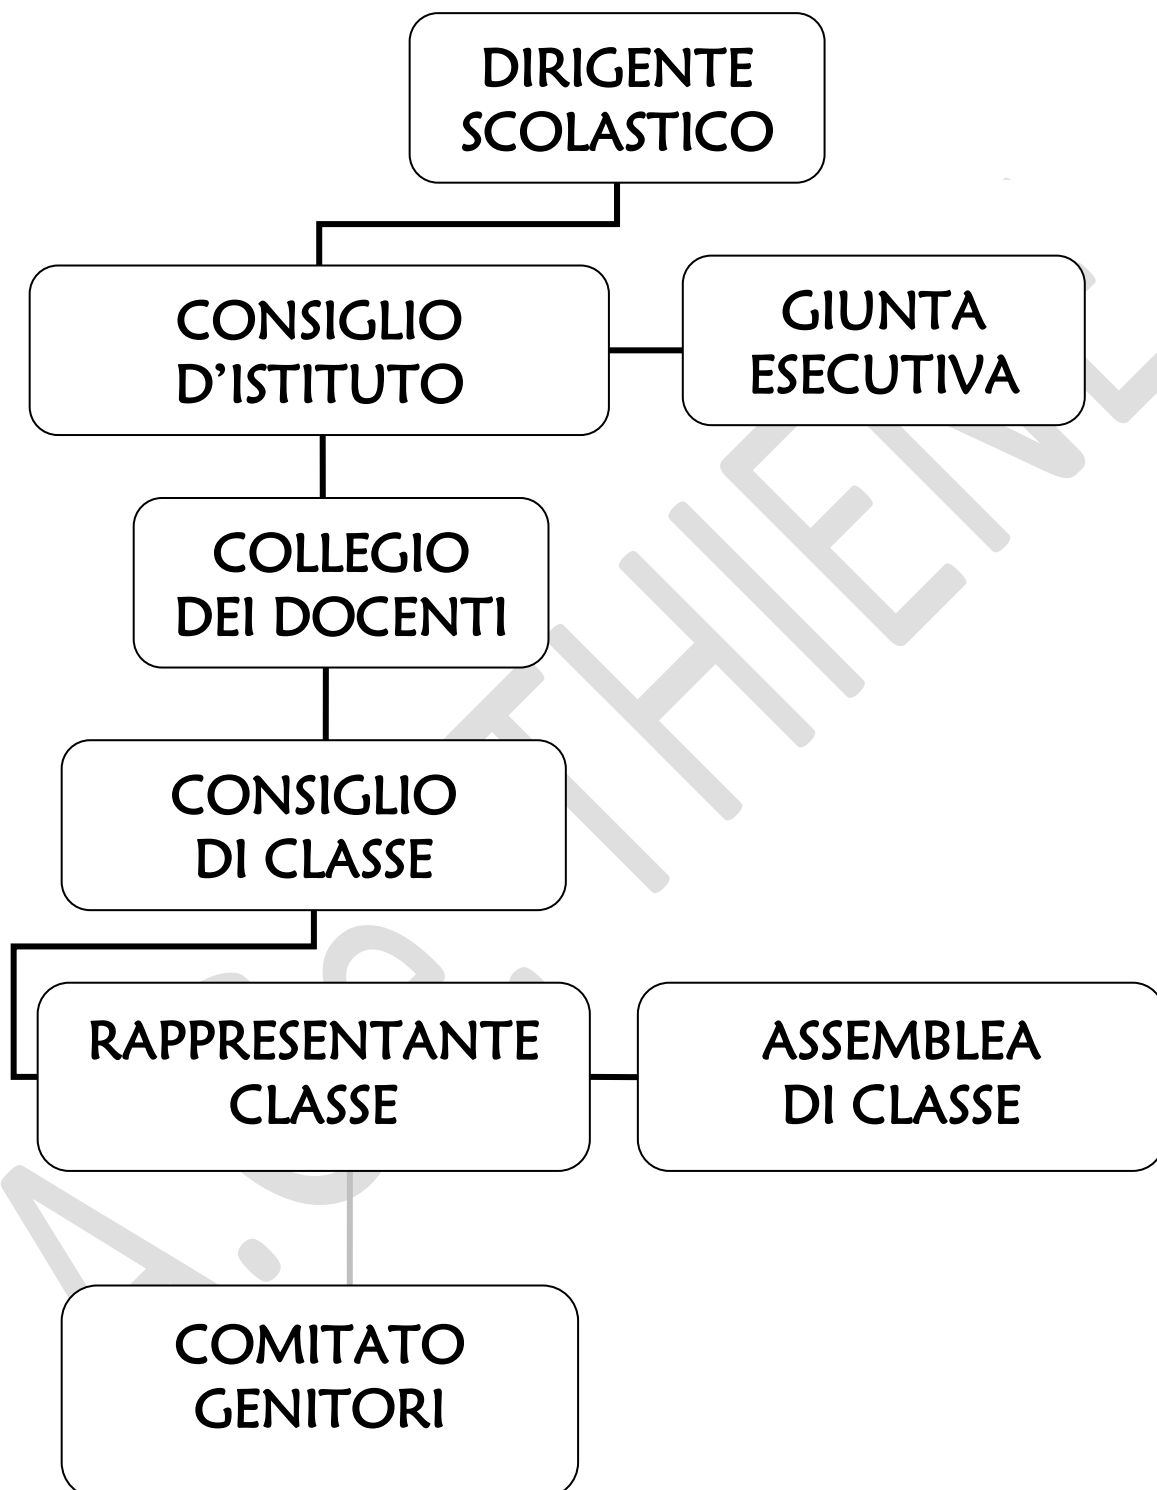 DIRIGENTE
SCOLASTICO
CONSIGLIO
D’ISTITUTO
GIUNTA
ESECUTIVA
COLLEGIO
DEI DOCENTI
CONSIGLIO
DI CLASSE
RAPPRESENTANTE
CLASSE
ASSEMBLEA
DI CLASSE
COMITATO
GENITORI